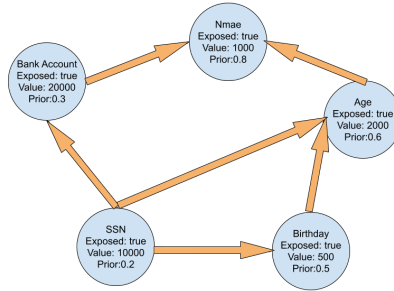 Nmae
Exposed: true
Value: 1000
Prior:0.8
Bank Account
Exposed: true
Value: 20000
Prior:0.3
Age
Exposed: true
Value: 2000
Prior:0.6
SSN
Exposed: true
Value: 10000
Prior:0.2
Birthday
Exposed: true
Value: 500
Prior:0.5